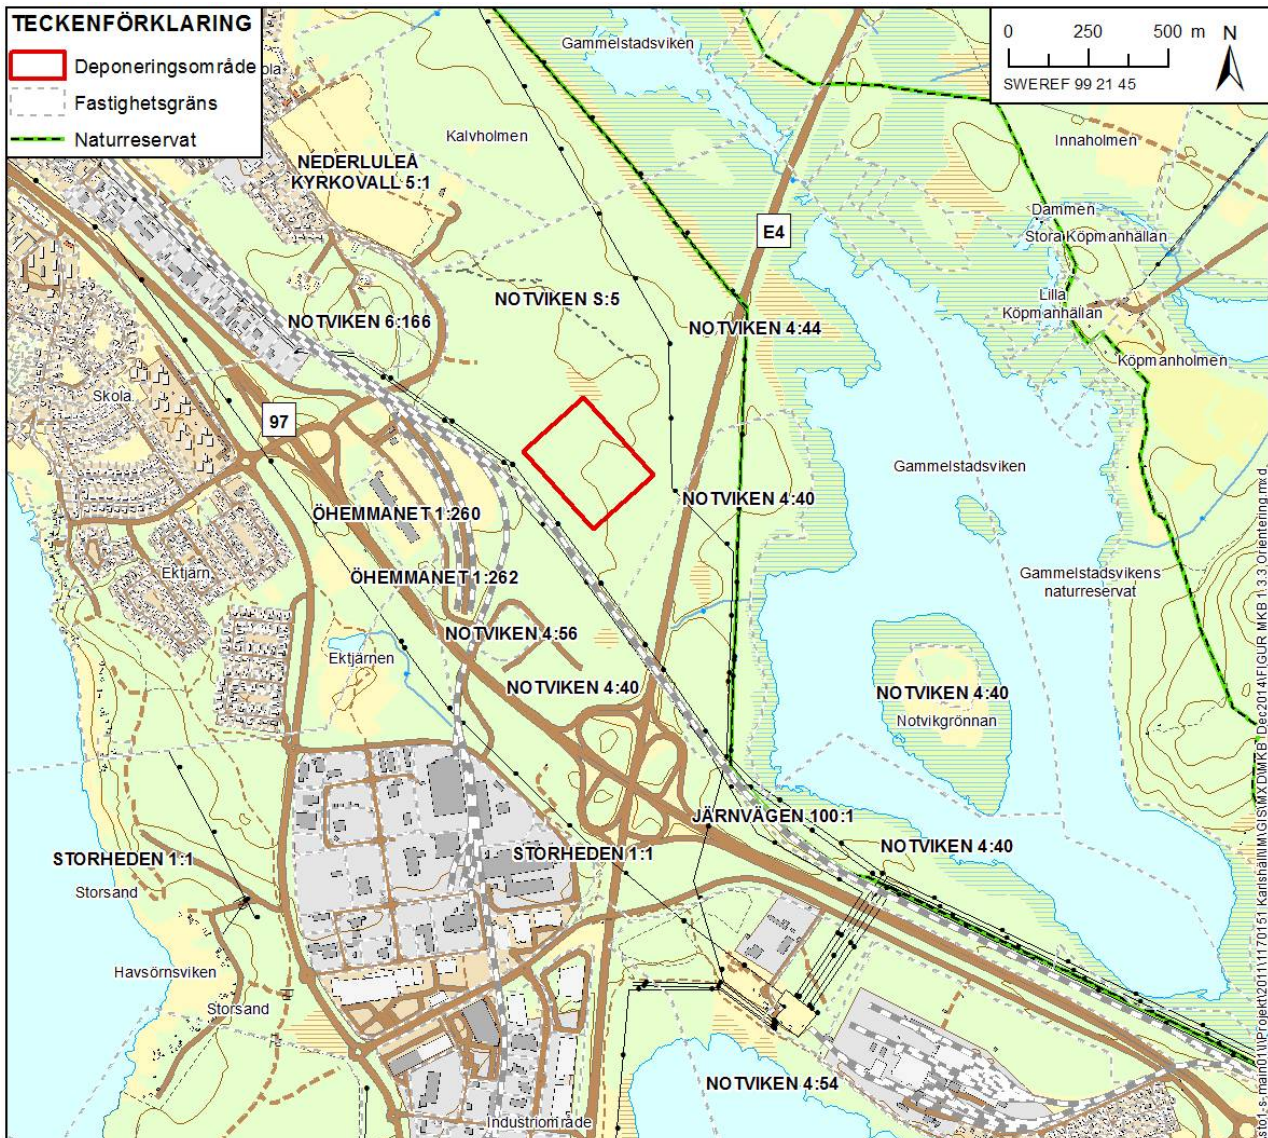 TECKENFÖRKLARING
Deponeringsområde
Fastighetsgräns
Naturreservat
ola
0 250 500 m N
SWEREF 99 21 45
Gammelstadsviken
Kalvholmen
Innaholmen
NEDERLULEÅ
KYRKOVALL 5:1
Dammen
Stora Köpmanhällan
E4
NOTVIKEN S:5
Lilla
Köpmanhällan
NOTVIKEN 6:166
NOTVIKEN 4:44
Köpmanholmen
Skola
97
Gammelstadsviken
NOTVIKEN 4:40
ÖHEMMANET 1:260
Ektjärn
ÖHEMMANET 1:262
Gammelstadsvikens
naturreservat
NOTVIKEN 4:56
Ektjärnen
NOTVIKEN 4:40
NOTVIKEN 4:40
Notvikgrönnan
JÄRNVÄGEN 100:1
NOTVIKEN 4:40
STORHEDEN 1:1
STORHEDEN 1:1
Storsand
Havsörnsviken
Storsand
NOTVIKEN 4:54
Industriområde